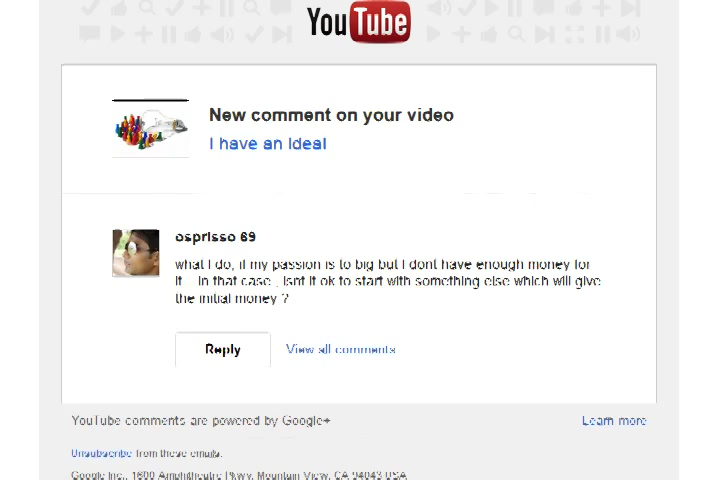 YouTube
New comment on your video
I have an idea!
osprisso 69
what I do, if my passion is to big but I dont have enough money for
it .. in that case , isnt it ok to start with something else which will give
the initial money ?
Reply View all comments
YouTube comments are powered by Google+ Learn more
Unsubscribe from these emails.
Google Inc., 1600 Amphitheatre Pkwy, Mountain View, CA 94043 USA